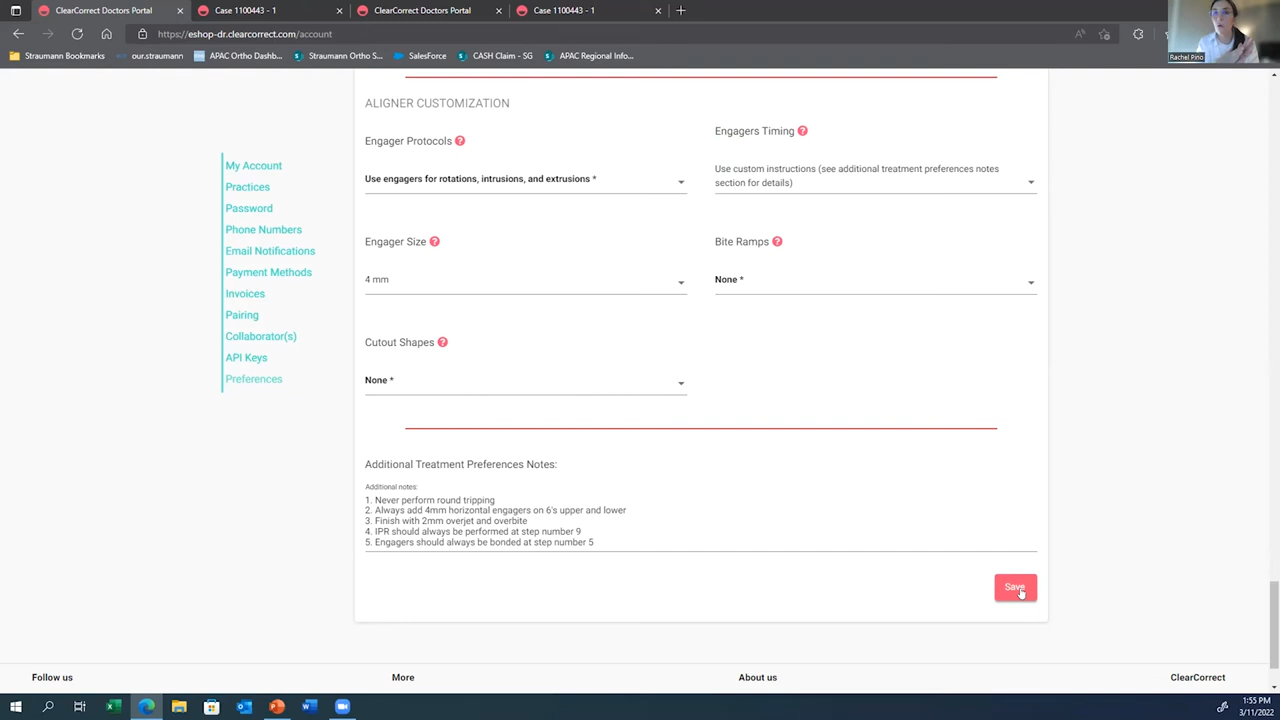 ClearCorrect Doctors Portal
Case 1100443 - 1
ClearCorrect Doctors Portal
Case 1100443 - 1
https://eshop-dr.clearcorrect.com/account
Straumann Bookmarks
our.straumann
APAC Ortho Dashb...
Straumann Ortho S...
SalesForce
CASH Claim - SG
APAC Regional Info...
Rachel Pino
My Account
Practices
Password
Phone Numbers
Email Notifications
Payment Methods
Invoices
Pairing
Collaborator(s)
API Keys
Preferences
ALIGNER CUSTOMIZATION
Engager Protocols ?
Use engagers for rotations, intrusions, and extrusions *
Engagers Timing ?
Use custom instructions (see additional treatment preferences notes
section for details)
Engager Size ?
4 mm
Bite Ramps ?
None *
Cutout Shapes ?
None *
Additional Treatment Preferences Notes:
Additional notes:
1. Never perform round tripping
2. Always add 4mm horizontal engagers on 6's upper and lower
3. Finish with 2mm overjet and overbite
4. IPR should always be performed at step number 9
5. Engagers should always be bonded at step number 5
Save
Follow us
More
About us
ClearCorrect
1:55 PM
3/11/2022